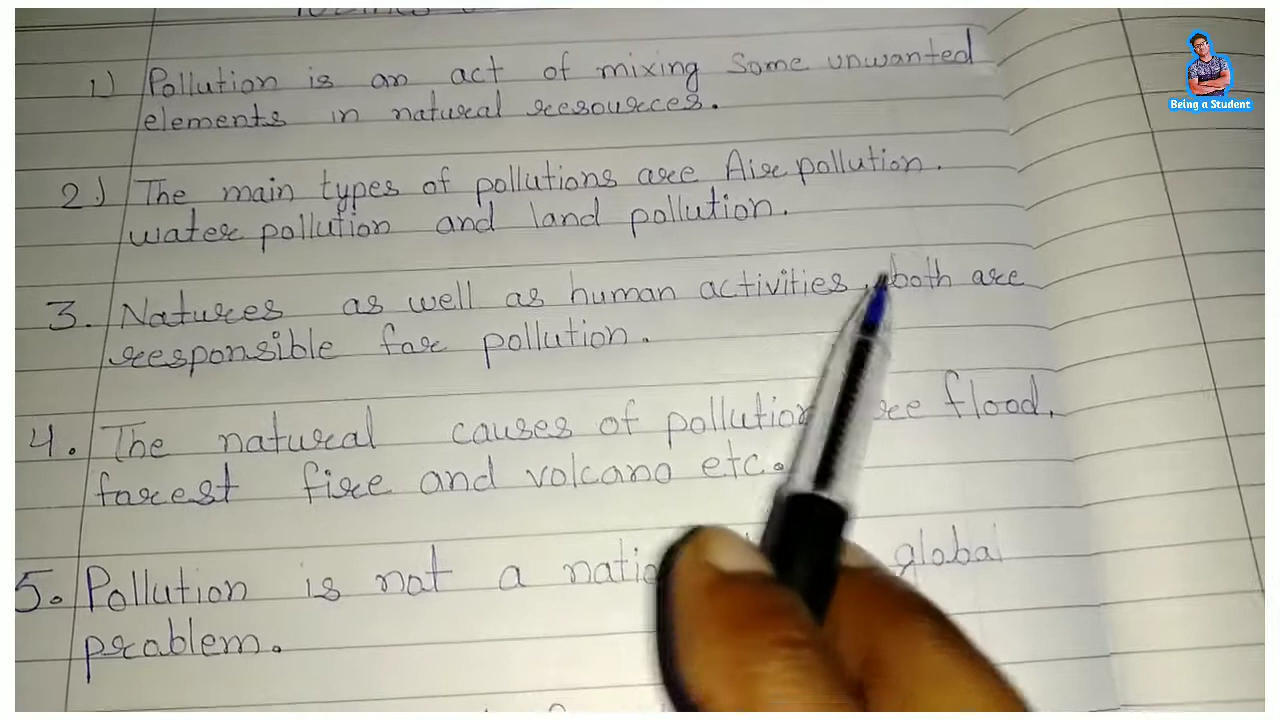 1) Pollution is an act of mixing some unwanted
elements in natural resources.
2.) The main types of pollutions are Air pollution.
water pollution and land pollution.
3. Natures as well as human activities, both are
responsible for pollution.
4. The natural causes of pollution are flood,
forest fire and volcano etc.
5. Pollution is not a global
problem.
Being a Student